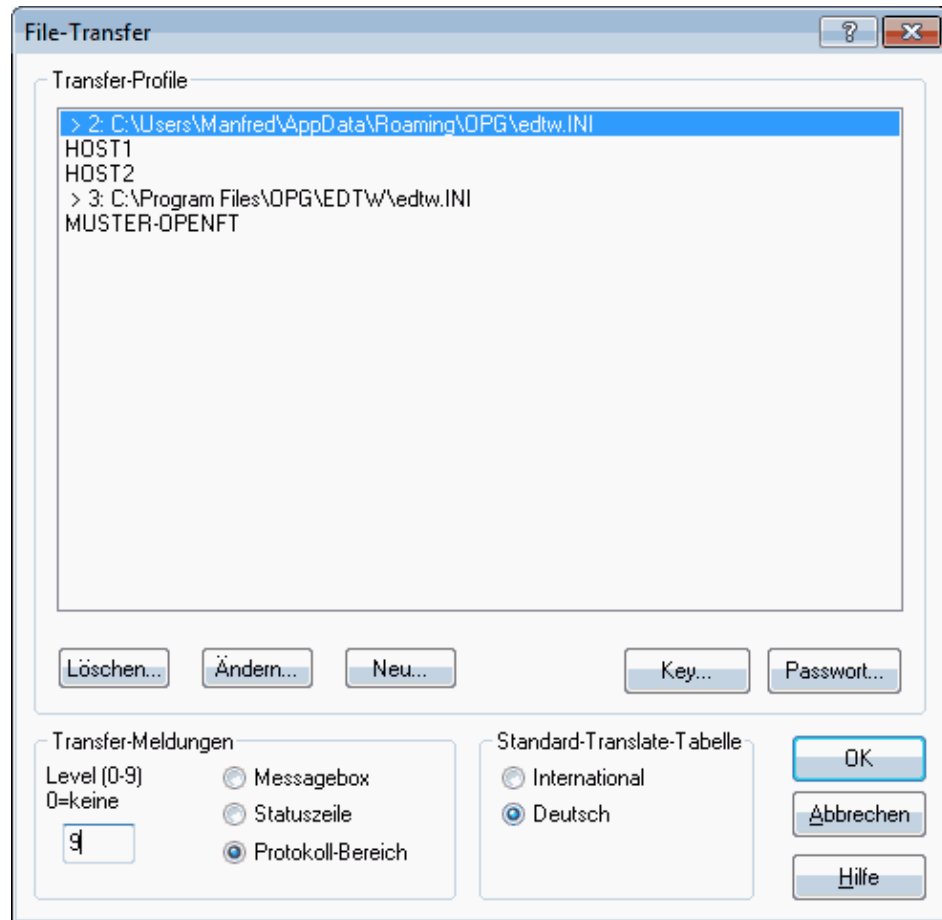 File-Transfer
Transfer-Profile
> 2: C:\Users\Manfred\AppData\Roaming\OPG\edtw.INI
HOST1
HOST2
> 3: C:\Program Files\OPG\EDTW\edtw.INI
MUSTER-OPENFT
Löschen... Ändern... Neu... Key... Passwort...
Transfer-Meldungen
Level (0-9)
0=keine
9
Messagebox
Statuszeile
Protokoll-Bereich
Standard-Translate-Tabelle
International
Deutsch
OK
Abbrechen
Hilfe